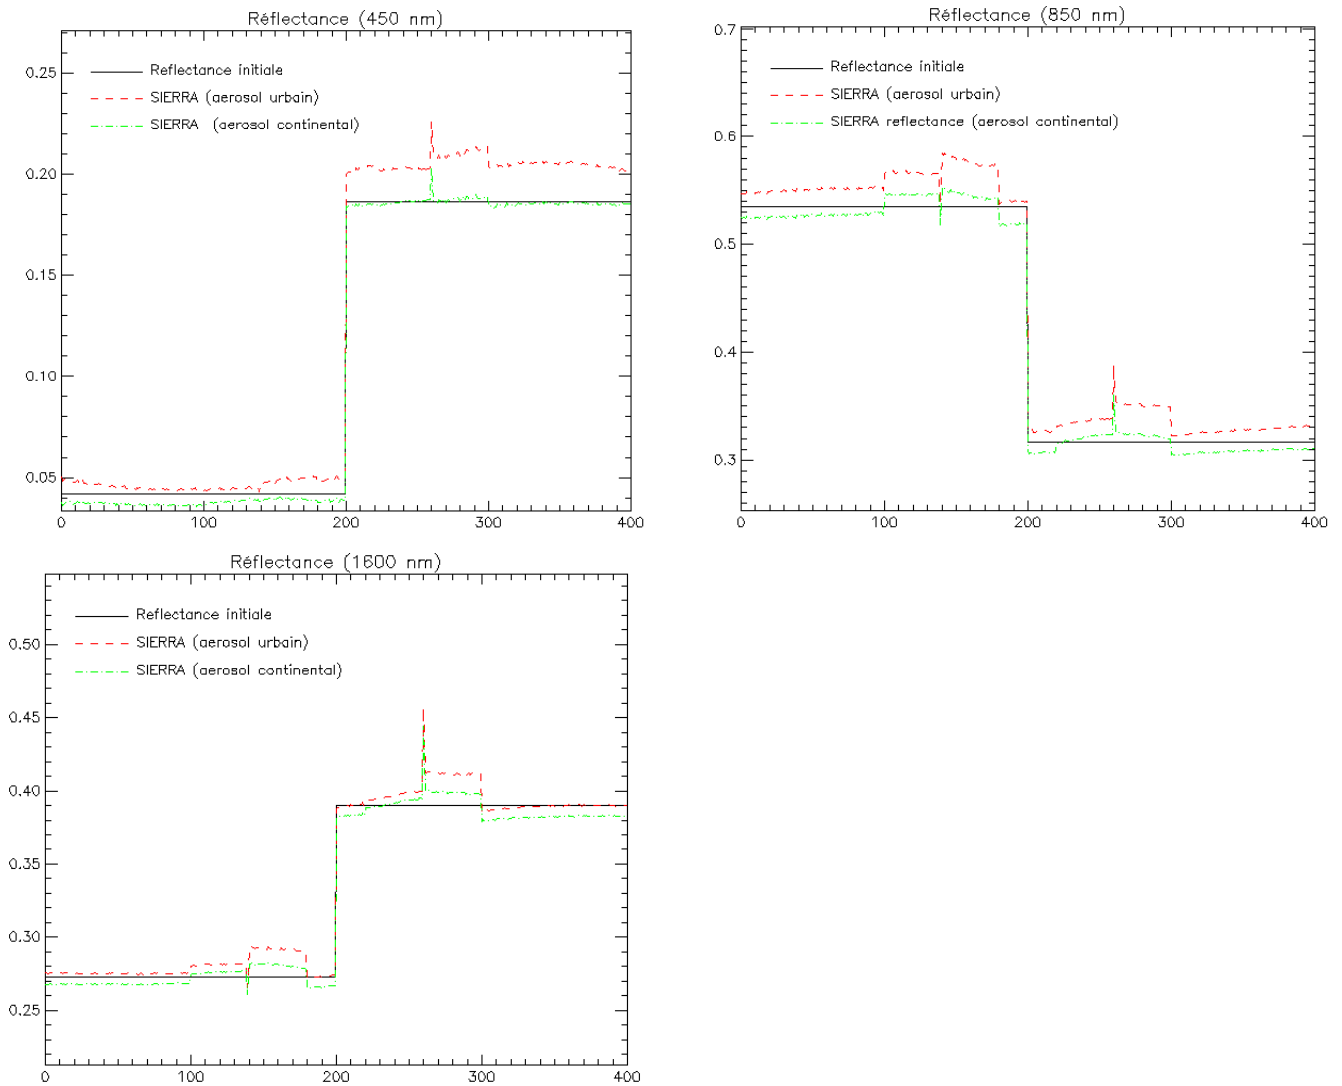 Réflectance (450 nm)
0.25
0.20
0.15
0.10
0.05
Reflectance initiale
SIERRA (aerosol urbain)
SIERRA (aerosol continental)
0
100
200
300
400
Réflectance (850 nm)
0.7
0.6
0.5
0.4
0.3
Reflectance initiale
SIERRA (aerosol urbain)
SIERRA reflectance (aerosol continental)
0
100
200
300
400
Réflectance (1600 nm)
0.50
0.45
0.40
0.35
0.30
0.25
Reflectance initiale
SIERRA (aerosol urbain)
SIERRA (aerosol continental)
0
100
200
300
400